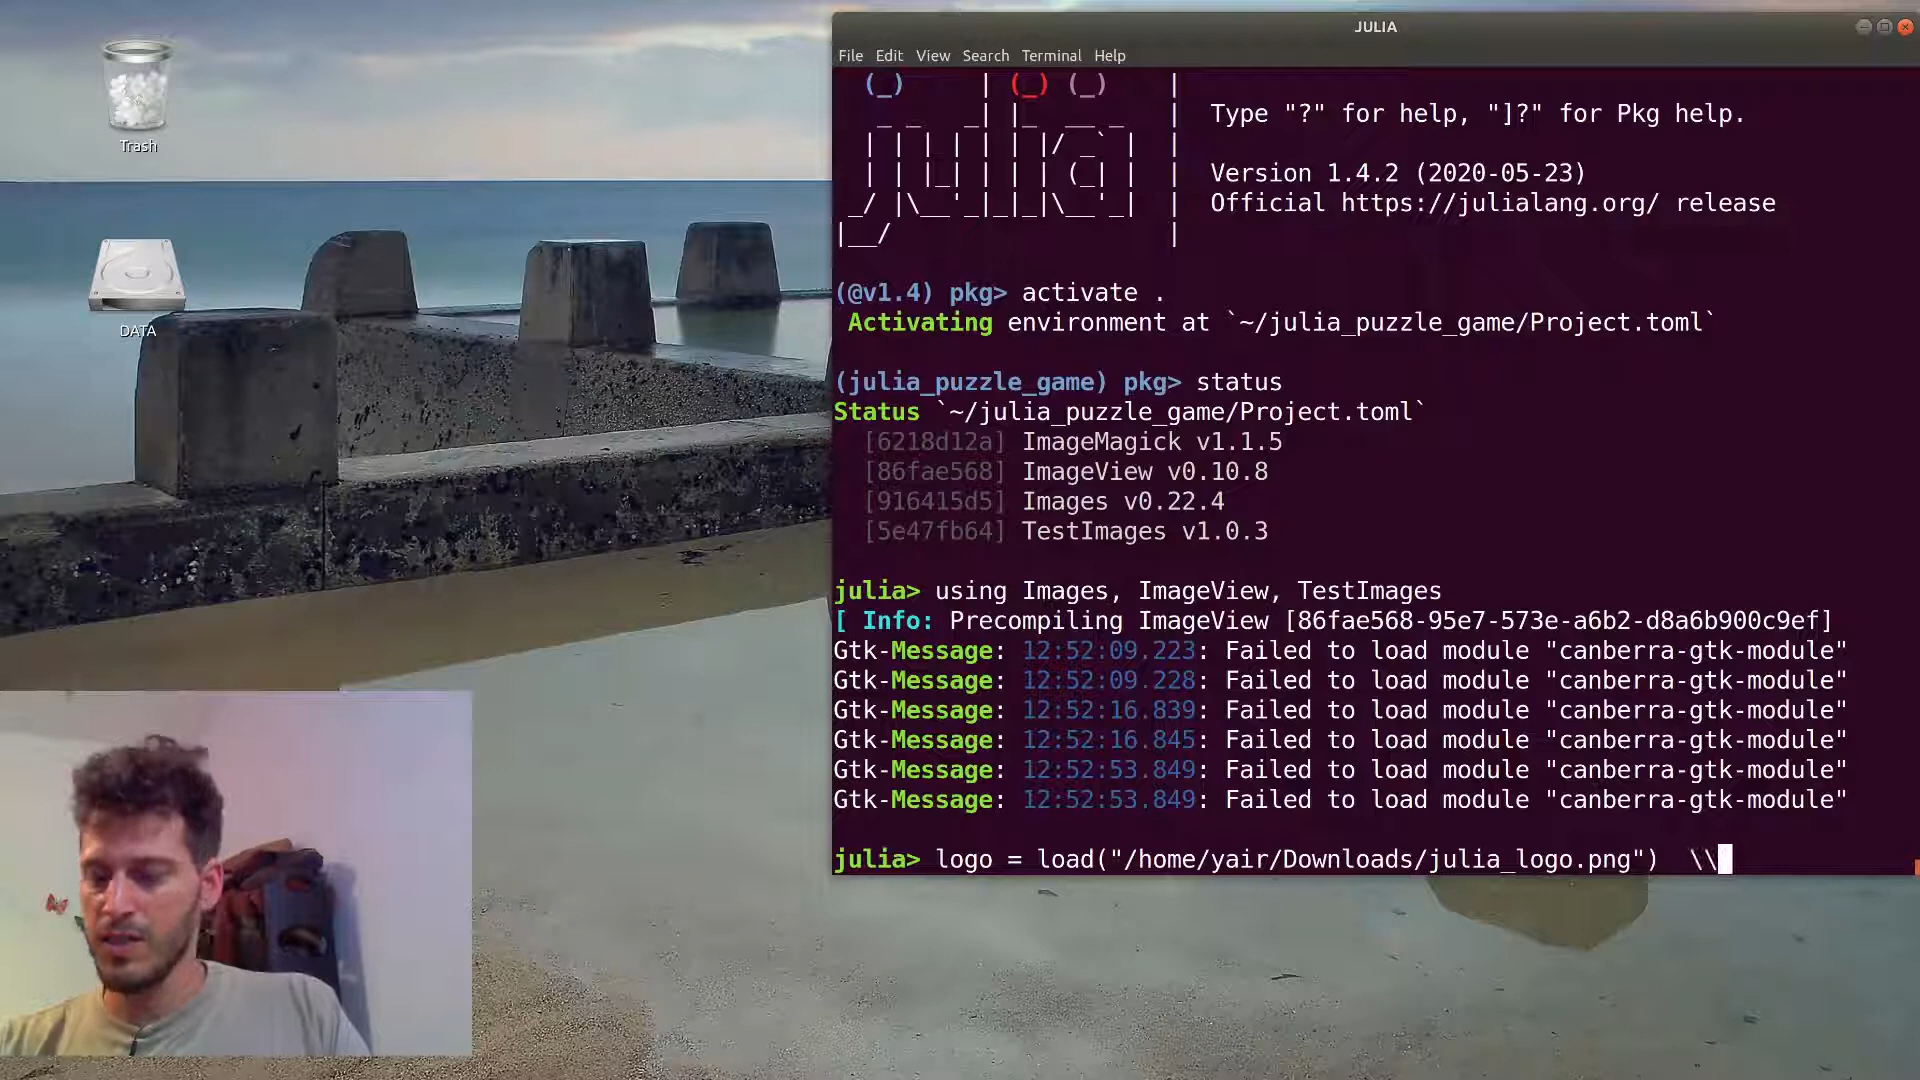 Trash
DATA
JULIA
File Edit View Search Terminal Help
  (_)     | (_) (_)    |
   _ _   _| |_  __ _   |  Type "?" for help, "]?" for Pkg help.
  | | | | | | |/ _` |  |
  | | |_| | | | (_| |  |  Version 1.4.2 (2020-05-23)
 _/ |\__'_|_|_|\__'_|  |  Official https://julialang.org/ release
|__/                   |
(@v1.4) pkg> activate .
 Activating environment at `~/julia_puzzle_game/Project.toml`
(julia_puzzle_game) pkg> status
Status `~/julia_puzzle_game/Project.toml`
  [6218d12a] ImageMagick v1.1.5
  [86fae568] ImageView v0.10.8
  [916415d5] Images v0.22.4
  [5e47fb64] TestImages v1.0.3
julia> using Images, ImageView, TestImages
[ Info: Precompiling ImageView [86fae568-95e7-573e-a6b2-d8a6b900c9ef]
Gtk-Message: 12:52:09.223: Failed to load module "canberra-gtk-module"
Gtk-Message: 12:52:09.228: Failed to load module "canberra-gtk-module"
Gtk-Message: 12:52:16.839: Failed to load module "canberra-gtk-module"
Gtk-Message: 12:52:16.845: Failed to load module "canberra-gtk-module"
Gtk-Message: 12:52:53.849: Failed to load module "canberra-gtk-module"
Gtk-Message: 12:52:53.849: Failed to load module "canberra-gtk-module"
julia> logo = load("/home/yair/Downloads/julia_logo.png")  \\